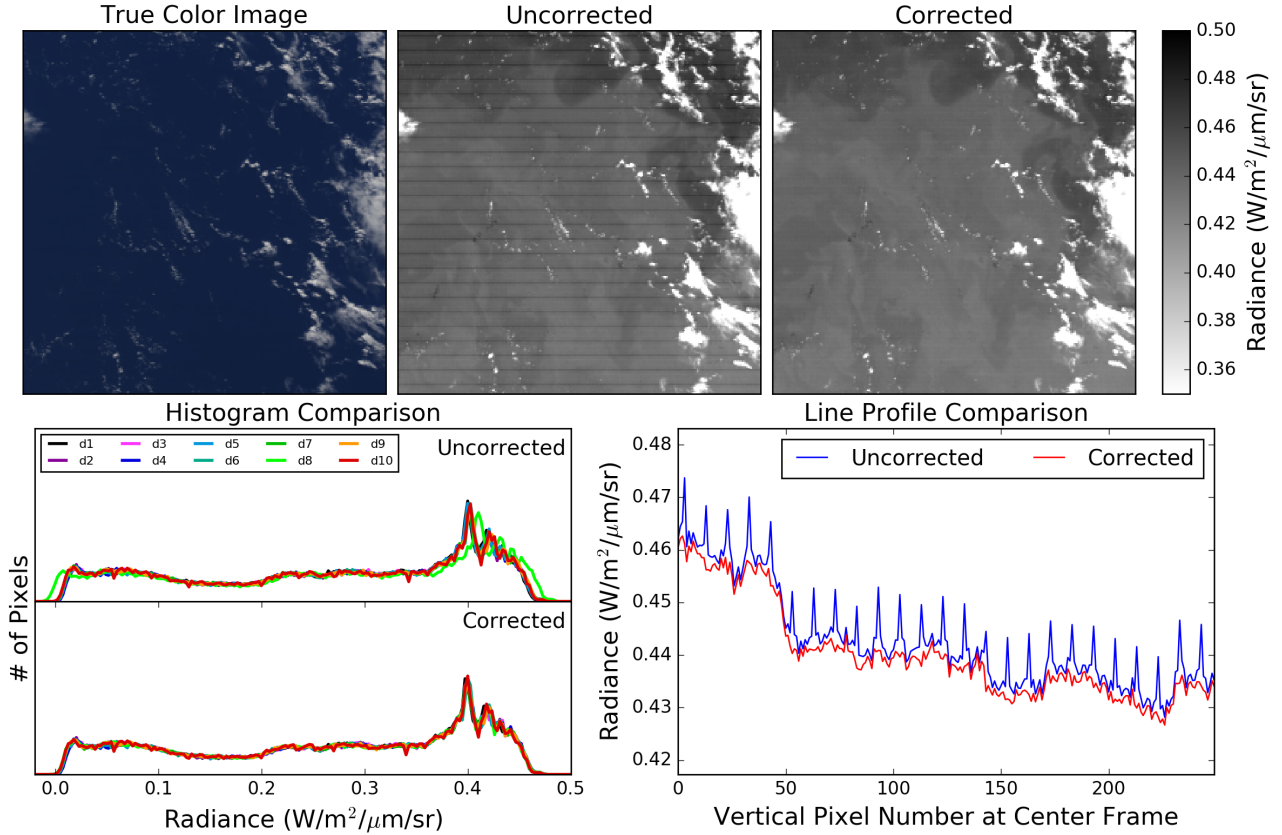 True Color Image
Uncorrected
Corrected
0.50
0.48
0.46
0.44
0.42
0.40
0.38
0.36
Radiance (W/m²/μm/sr)
Histogram Comparison
d1 d3 d5 d7 d9
d2 d4 d6 d8 d10
Uncorrected
Corrected
# of Pixels
0.0 0.1 0.2 0.3 0.4 0.5
Radiance (W/m²/μm/sr)
Line Profile Comparison
Uncorrected Corrected
0.48
0.47
0.46
0.45
0.44
0.43
0.42
Radiance (W/m²/μm/sr)
0 50 100 150 200
Vertical Pixel Number at Center Frame